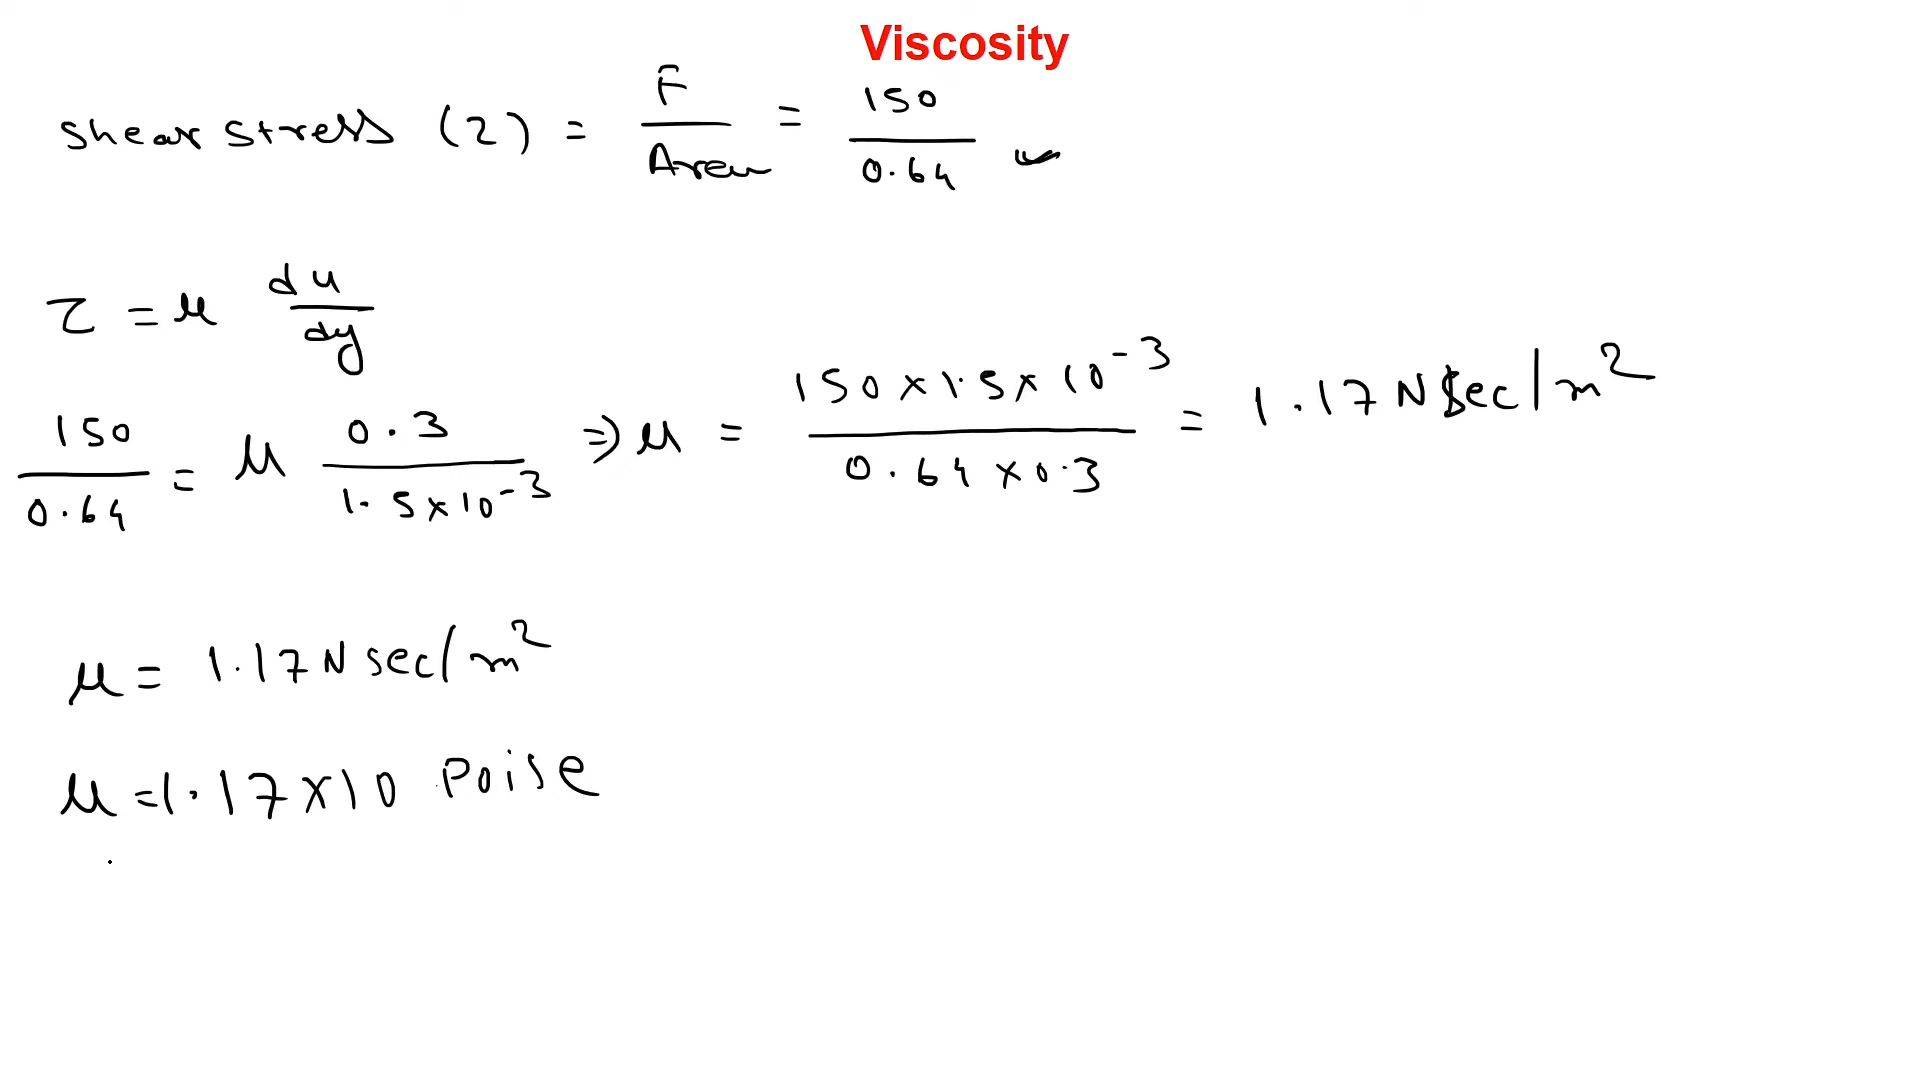 Viscosity
Shear stress (τ) = F / Area = 150 / 0.64
τ = μ du / dy
150 / 0.64 = μ 0.3 / 1.5 × 10⁻³ ⇒ μ = 150 × 1.5 × 10⁻³ / 0.64 × 0.3 = 1.17 N Sec / m²
μ = 1.17 N sec / m²
μ = 1.17 × 10 Poise